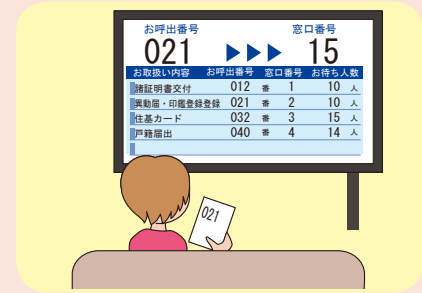 お呼出番号 窓口番号
021 ▶▶▶ 15
お取扱い内容 お呼出番号 窓口番号 お待ち人数
諸証明書交付 012 番 1 10 人
異動届・印鑑登録登録 021 番 2 10 人
住基カード 032 番 3 15 人
戸籍届出 040 番 4 14 人
021